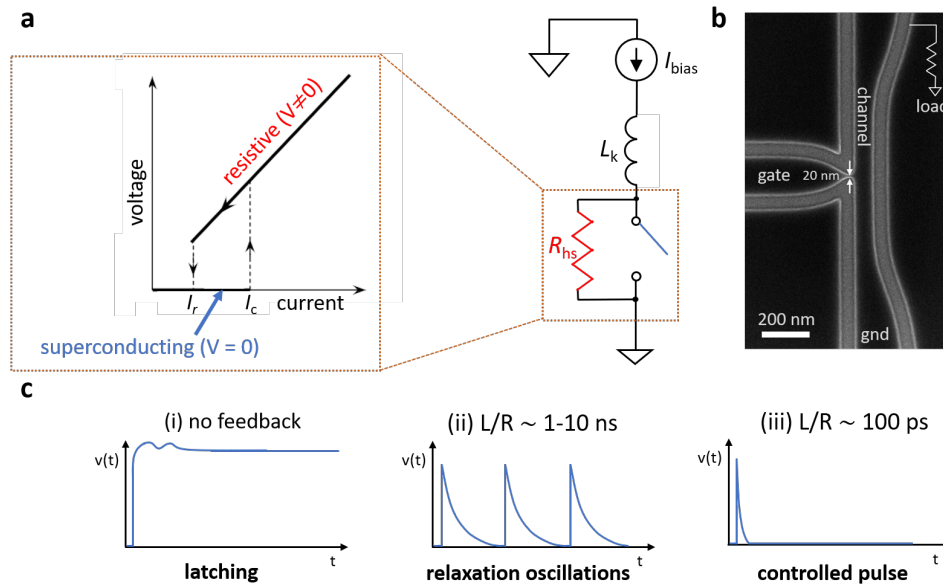 a
voltage
resistive (V≠0)
I_r
I_c
current
superconducting (V = 0)
I_bias
L_k
R_hs
b
channel
load
gate
20 nm
200 nm
gnd
c
(i) no feedback
v(t)
t
latching
(ii) L/R ~ 1-10 ns
v(t)
t
relaxation oscillations
(iii) L/R ~ 100 ps
v(t)
t
controlled pulse